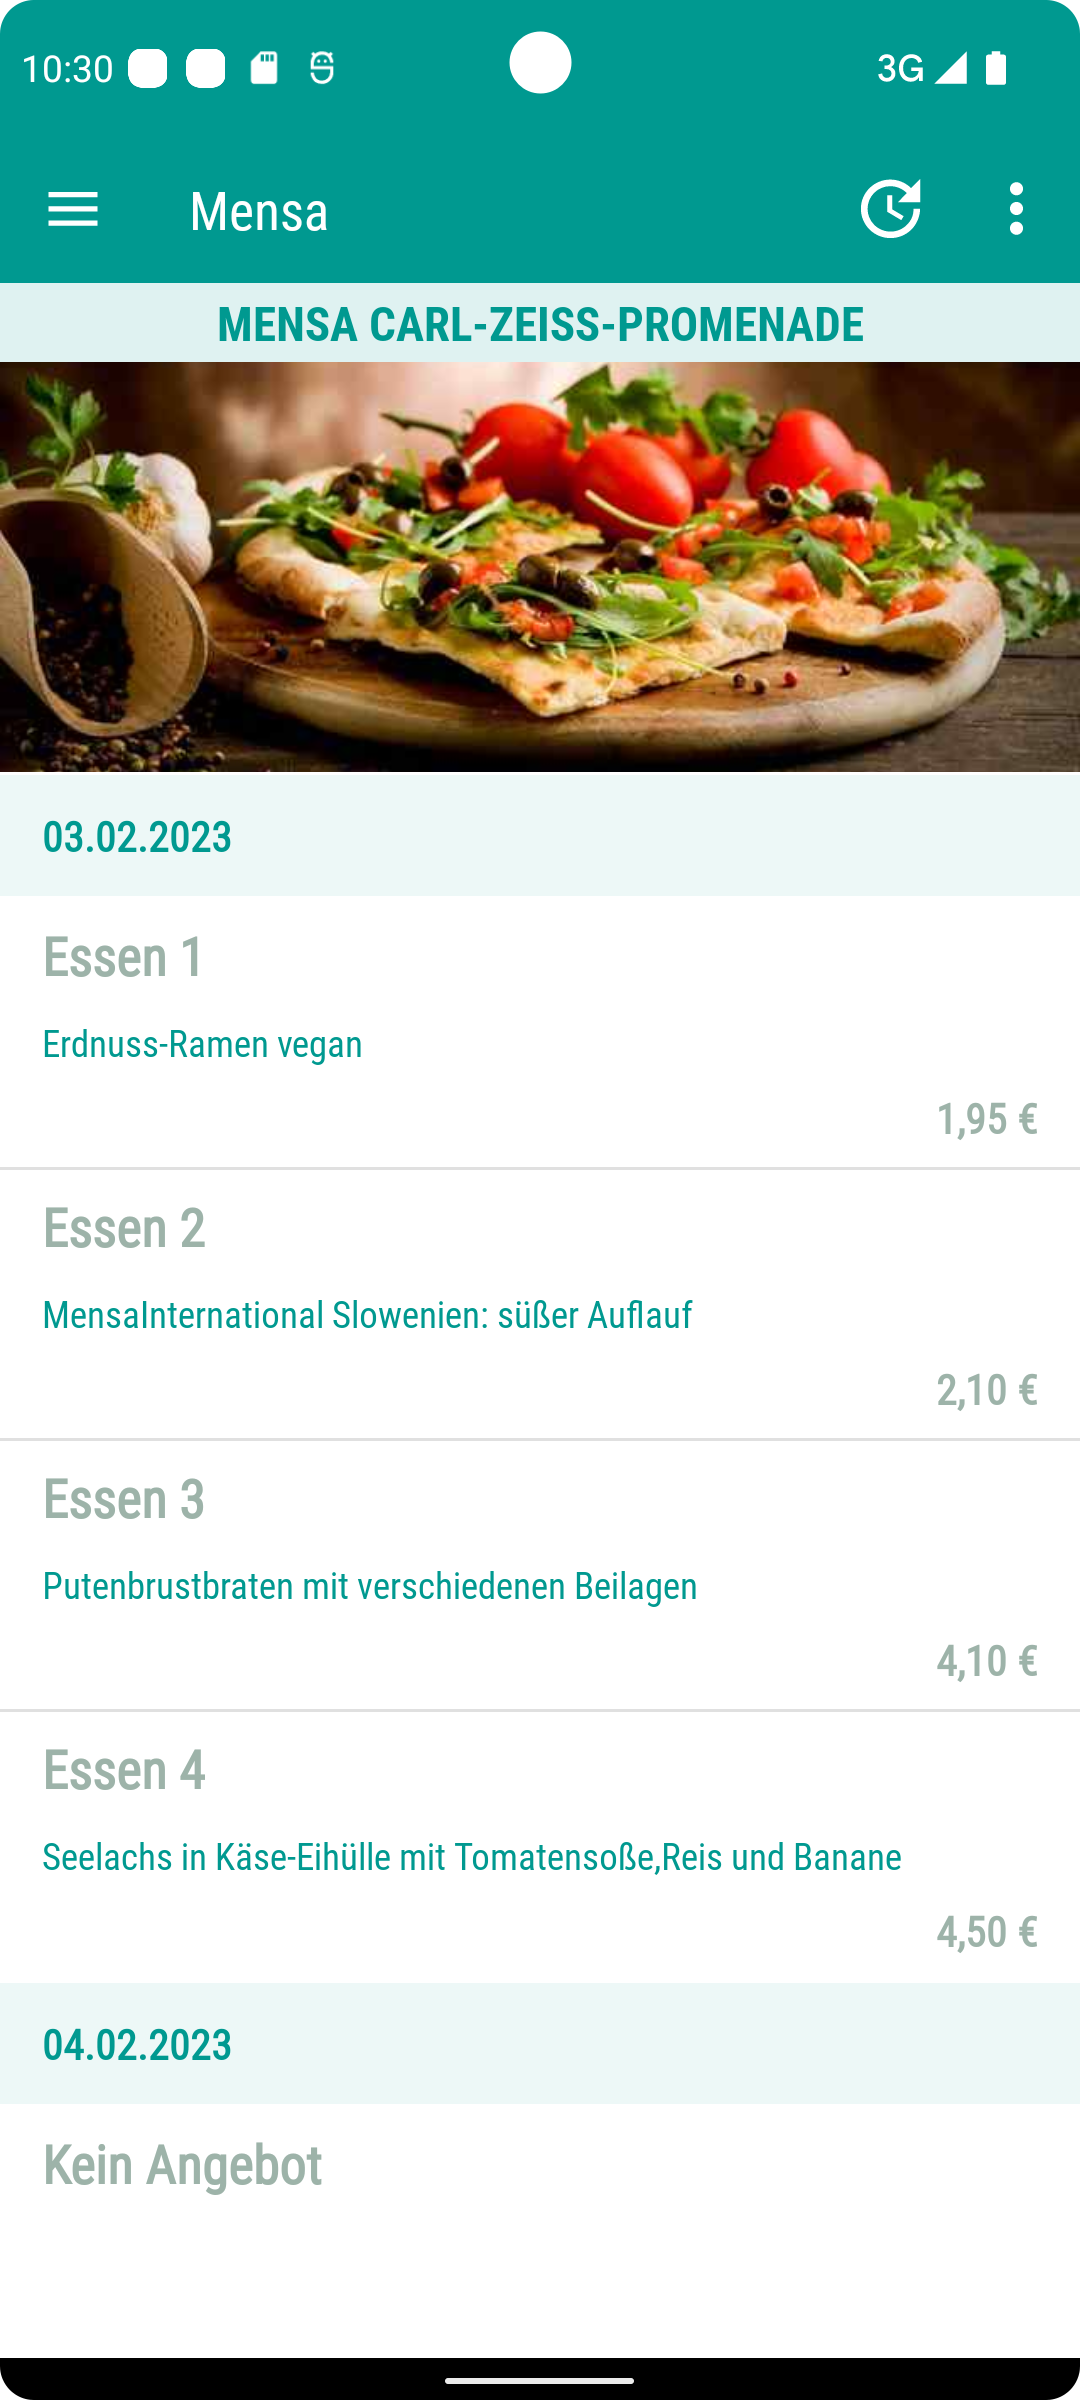 10:30
3G
Mensa
MENSA CARL-ZEISS-PROMENADE
03.02.2023
Essen 1
Erdnuss-Ramen vegan
1,95 €
Essen 2
MensaInternational Slowenien: süßer Auflauf
2,10 €
Essen 3
Putenbrustbraten mit verschiedenen Beilagen
4,10 €
Essen 4
Seelachs in Käse-Eihülle mit Tomatensoße,Reis und Banane
4,50 €
04.02.2023
Kein Angebot